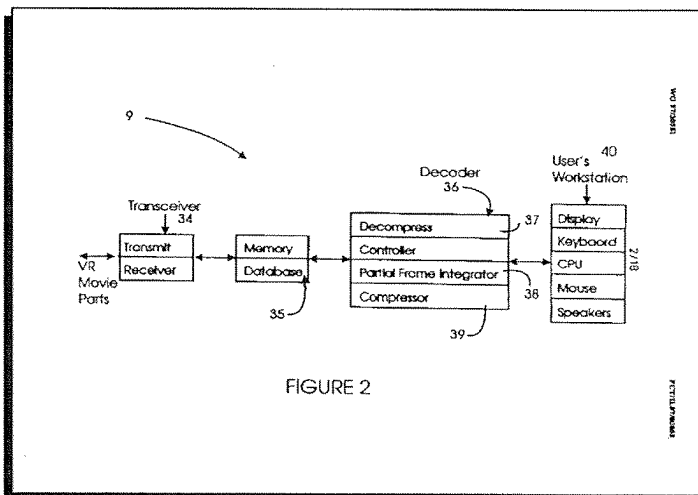 9
Transceiver
34
Transmit
Receiver
VR
Movie
Parts
Memory
Database
35
Decoder
36
Decompress
37
Controller
Partial Frame Integrator
38
Compressor
39
User's
40
Workstation
Display
Keyboard
CPU
Mouse
Speakers
2/18
FIGURE 2